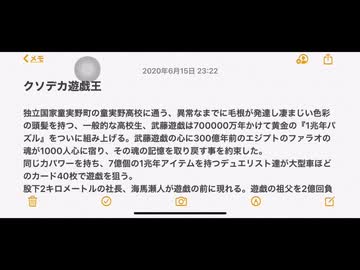 メモ
2020年6月15日 23:22
クソデカ遊戯王
独立国家童実野町の童実野高校に通う、異常なまでに毛根が発達し凄まじい色彩
の頭髪を持つ、一般的な高校生、武藤遊戯は700000万年かけて黄金の『1兆年パ
ズル』をついに組み上げる。武藤遊戯の心に300億年前のエジプトのファラオの
魂が1000人心に宿り、その魂の記憶を取り戻す事を約束した。
同じカパワーを持ち、7億個の1兆年アイテムを持つデュエリスト達が大型車ほど
のカード40枚で遊戯を狙う。
股下2キロメートルの社長、海馬瀬人が遊戯の前に現れる。遊戯の祖父を2億回負